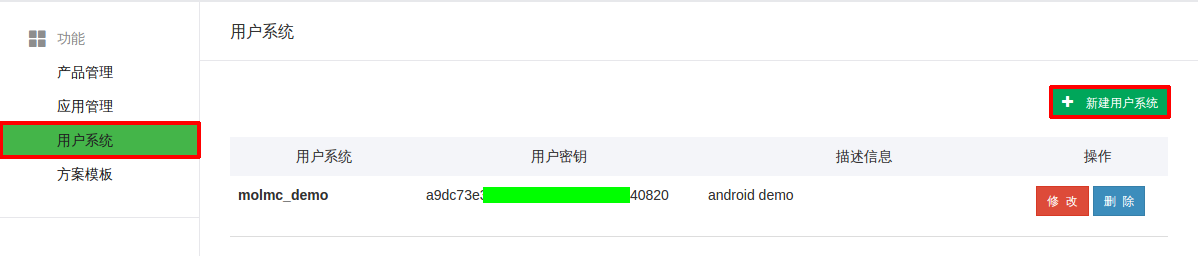 功能
产品管理
应用管理
用户系统
方案模板
用户系统
新建用户系统
用户系统 用户密钥 描述信息 操作
molmc_demo a9dc73e 40820 android demo 修 改 删 除